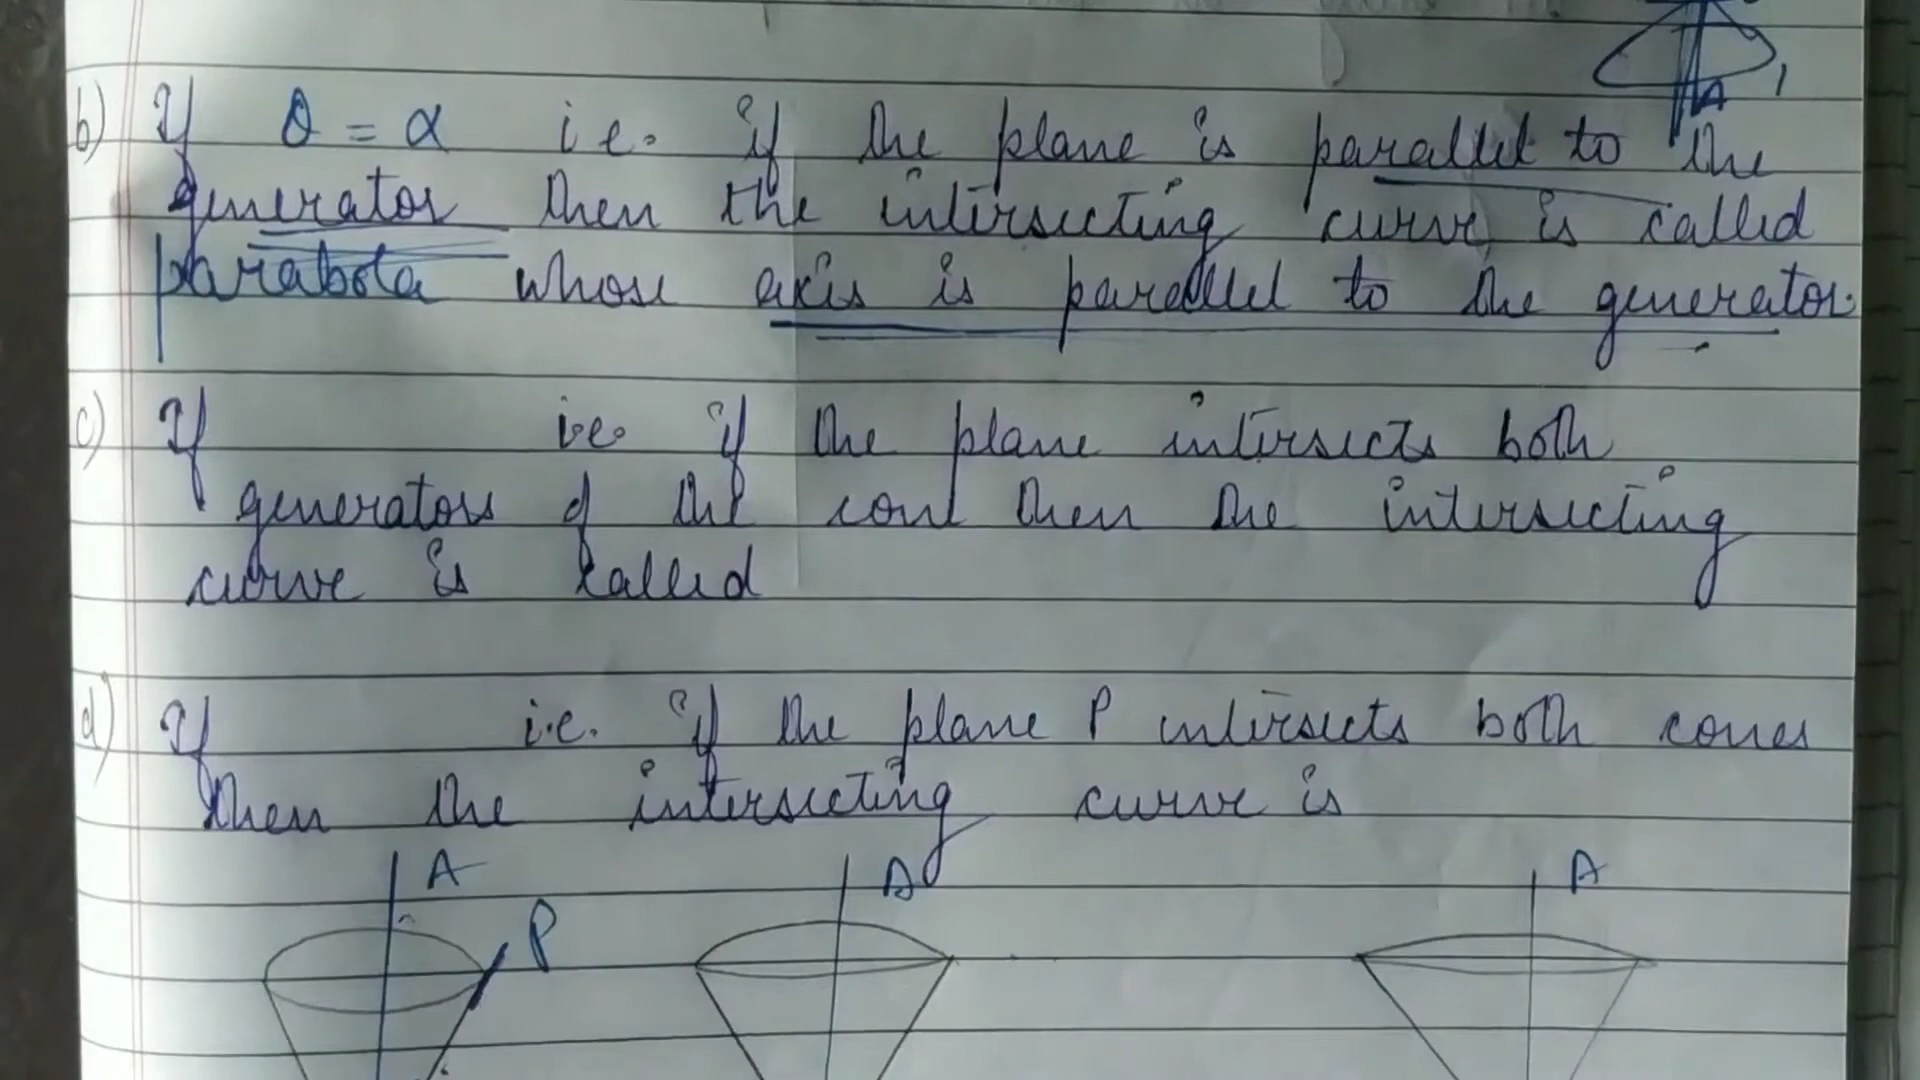 b) If θ = α i.e. if the plane is parallel to the
generator then the intersecting curve is called
parabola whose axis is parallel to the generator.
c) If i.e. if the plane intersects both
generators of the cone then the intersecting
curve is called
d) If i.e. if the plane P intersects both cones
then the intersecting curve is
A
A
A
P
A